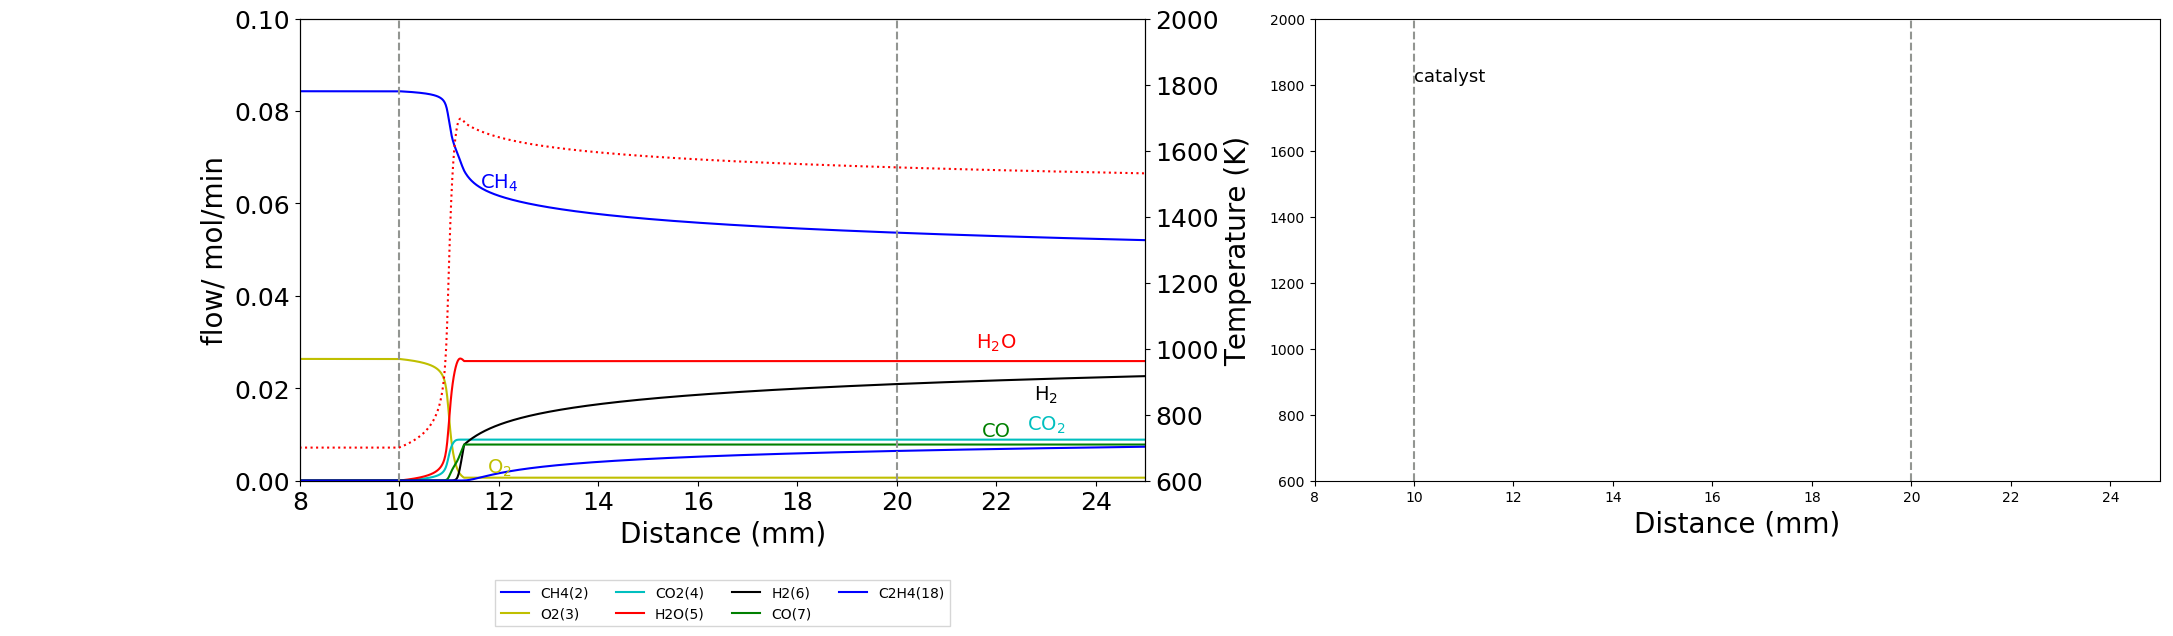 0.10
0.08
0.06
0.04
0.02
0.00
flow/ mol/min
8 10 12 14 16 18 20 22 24
Distance (mm)
2000
1800
1600
1400
1200
1000
800
600
Temperature (K)
CH₄
H₂O
H₂
CO₂
CO
O₂
CH4(2) CO2(4) H2(6) C2H4(18)
O2(3) H2O(5) CO(7)
2000
1800
1600
1400
1200
1000
800
600
catalyst
8 10 12 14 16 18 20 22 24
Distance (mm)